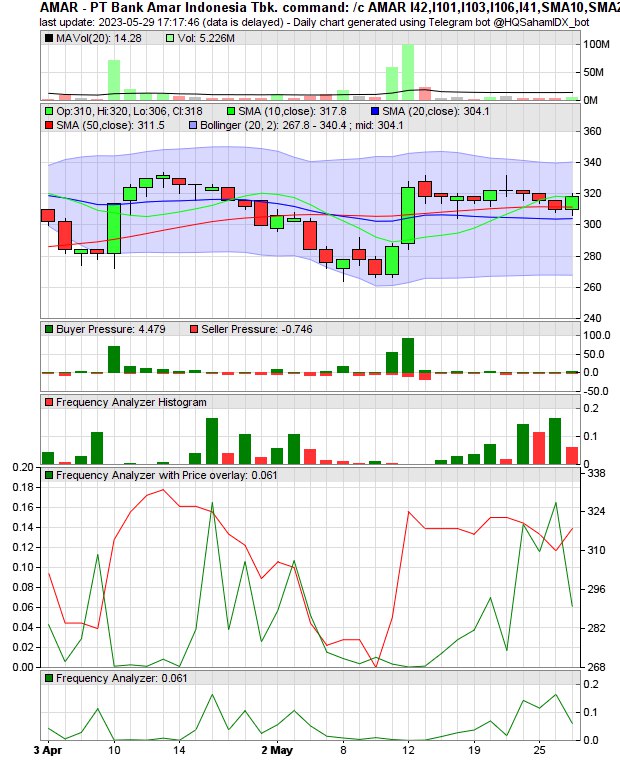 AMAR - PT Bank Amar Indonesia Tbk. command: /c AMAR I42,I101,I103,I106,I41,SMA10,SMA2
last update: 2023-05-29 17:17:46 (data is delayed) - Daily chart generated using Telegram bot @HQSahamIDX_bot
MAVol(20): 14.28 Vol: 5.226M
100M
50M
0M
Op:310, Hi:320, Lo:306, Cl:318 SMA (10,close): 317.8 SMA (20,close): 304.1
SMA (50,close): 311.5 Bollinger (20, 2): 267.8 - 340.4 ; mid: 304.1
360
340
320
300
280
260
240
Buyer Pressure: 4.479 Seller Pressure: -0.746
100.0
50.0
0.0
-50.0
Frequency Analyzer Histogram
0.2
0.1
0
Frequency Analyzer with Price overlay: 0.061
0.20
0.18
0.16
0.14
0.12
0.10
0.08
0.06
0.04
0.02
0.00
338
324
310
296
282
268
Frequency Analyzer: 0.061
0.2
0.1
0.0
3 Apr 10 14 2 May 8 12 19 25